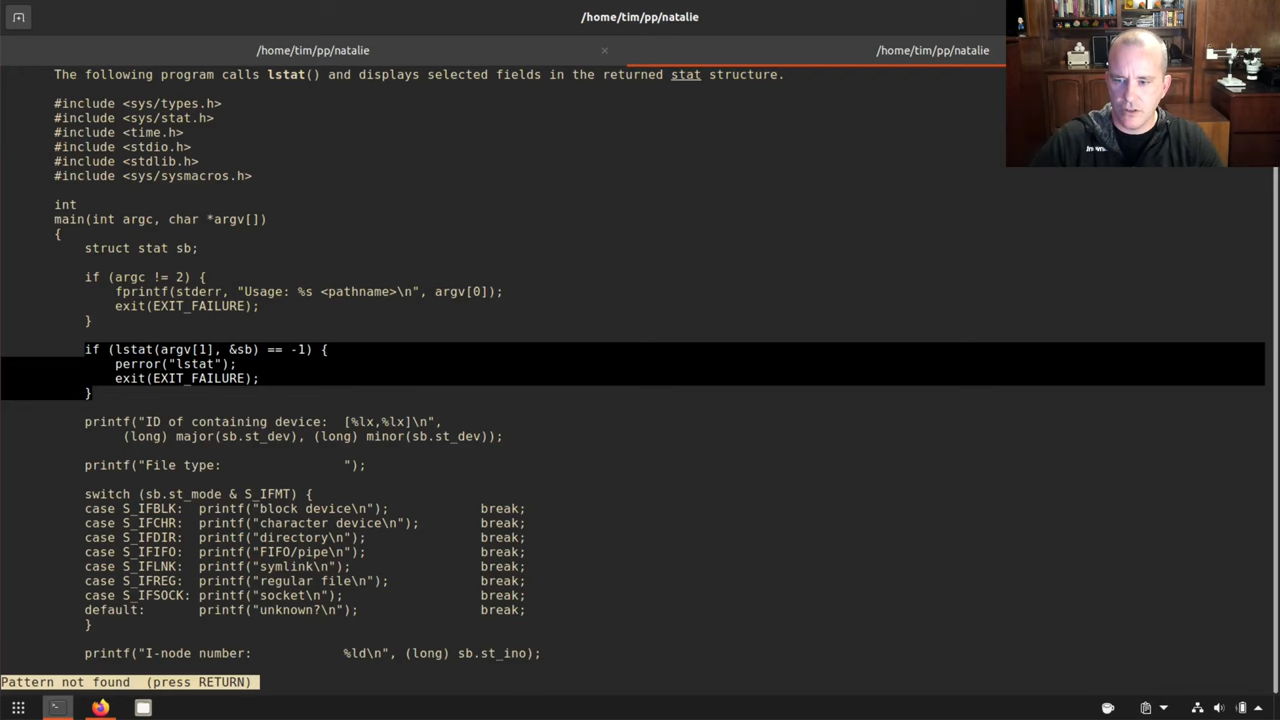 /home/tim/pp/natalie
/home/tim/pp/natalie
/home/tim/pp/natalie
The following program calls lstat() and displays selected fields in the returned stat structure.
#include <sys/types.h>
#include <sys/stat.h>
#include <time.h>
#include <stdio.h>
#include <stdlib.h>
#include <sys/sysmacros.h>
int
main(int argc, char *argv[])
{
struct stat sb;
if (argc != 2) {
fprintf(stderr, "Usage: %s <pathname>\n", argv[0]);
exit(EXIT_FAILURE);
}
if (lstat(argv[1], &sb) == -1) {
perror("lstat");
exit(EXIT_FAILURE);
}
printf("ID of containing device:  [%lx,%lx]\n",
(long) major(sb.st_dev), (long) minor(sb.st_dev));
printf("File type:                ");
switch (sb.st_mode & S_IFMT) {
case S_IFBLK:  printf("block device\n");            break;
case S_IFCHR:  printf("character device\n");        break;
case S_IFDIR:  printf("directory\n");               break;
case S_IFIFO:  printf("FIFO/pipe\n");               break;
case S_IFLNK:  printf("symlink\n");                 break;
case S_IFREG:  printf("regular file\n");            break;
case S_IFSOCK: printf("socket\n");                  break;
default:       printf("unknown?\n");                break;
}
printf("I-node number:            %ld\n", (long) sb.st_ino);
Pattern not found  (press RETURN)